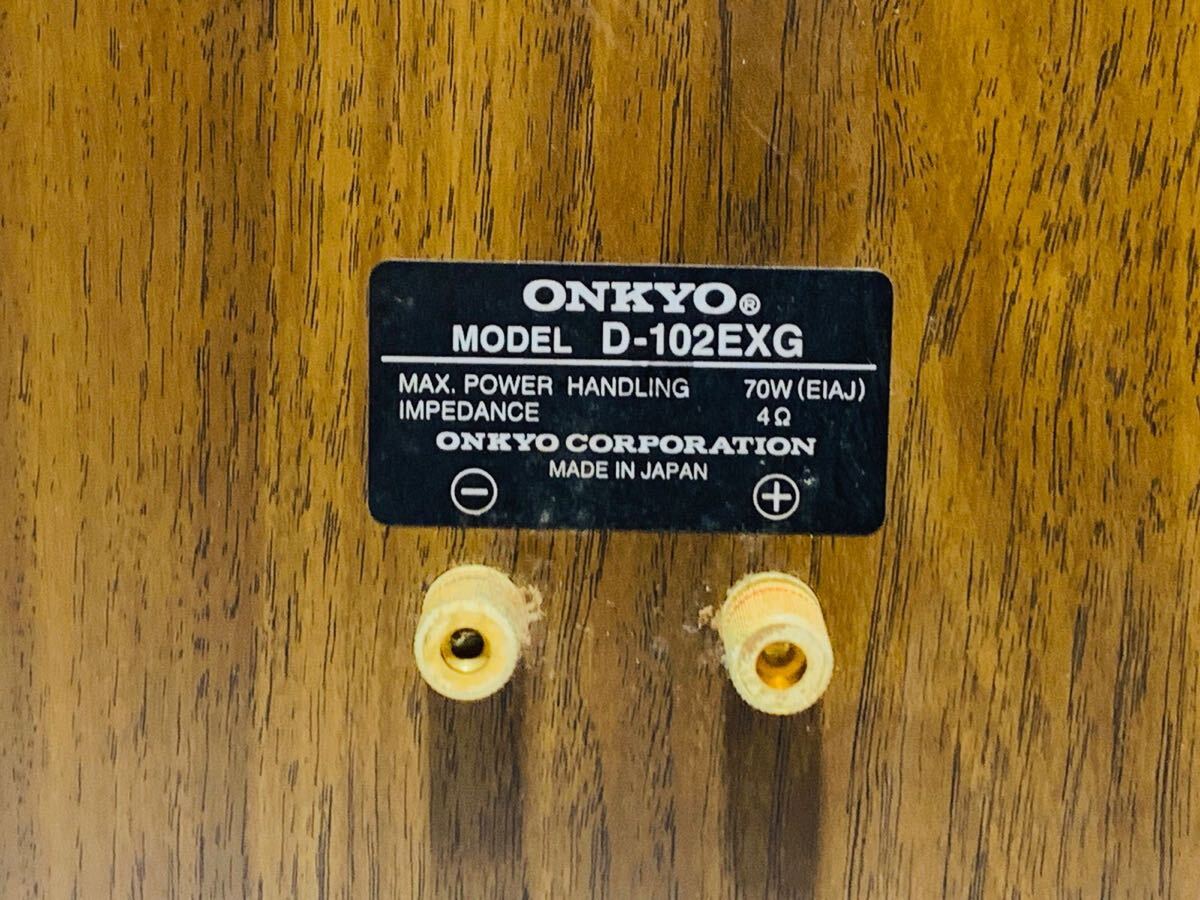 ONKYO®
MODEL D-102EXG
MAX. POWER HANDLING 70W (EIAJ)
IMPEDANCE 4Ω
ONKYO CORPORATION
MADE IN JAPAN
− +